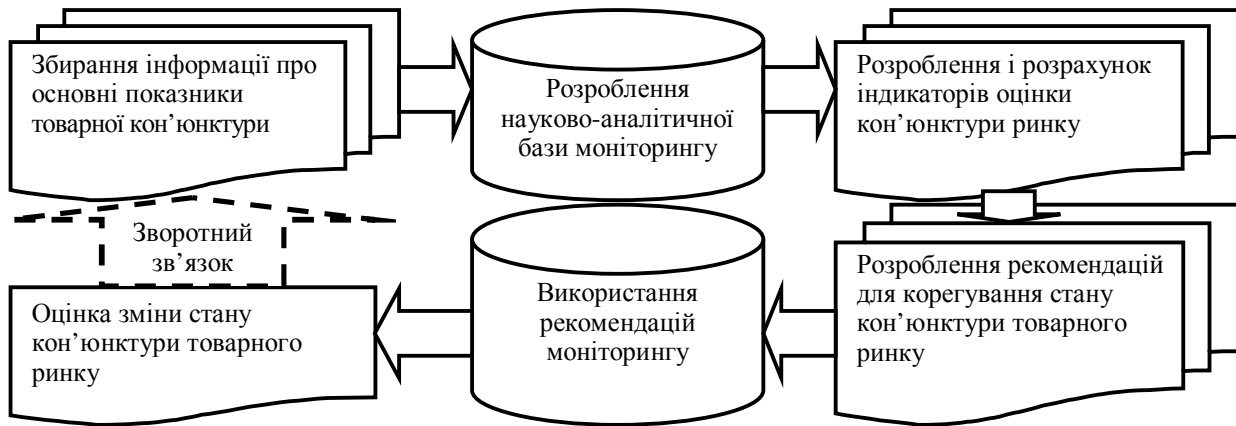 Збирання інформації про
основні показники
товарної кон’юнктури
Розроблення
науково-аналітичної
бази моніторингу
Розроблення і розрахунок
індикаторів оцінки
кон’юнктури ринку
Розроблення рекомендацій
для корегування стану
кон’юнктури товарного
ринку
Використання
рекомендацій
моніторингу
Оцінка зміни стану
кон’юнктури товарного
ринку
Зворотний
зв’язок